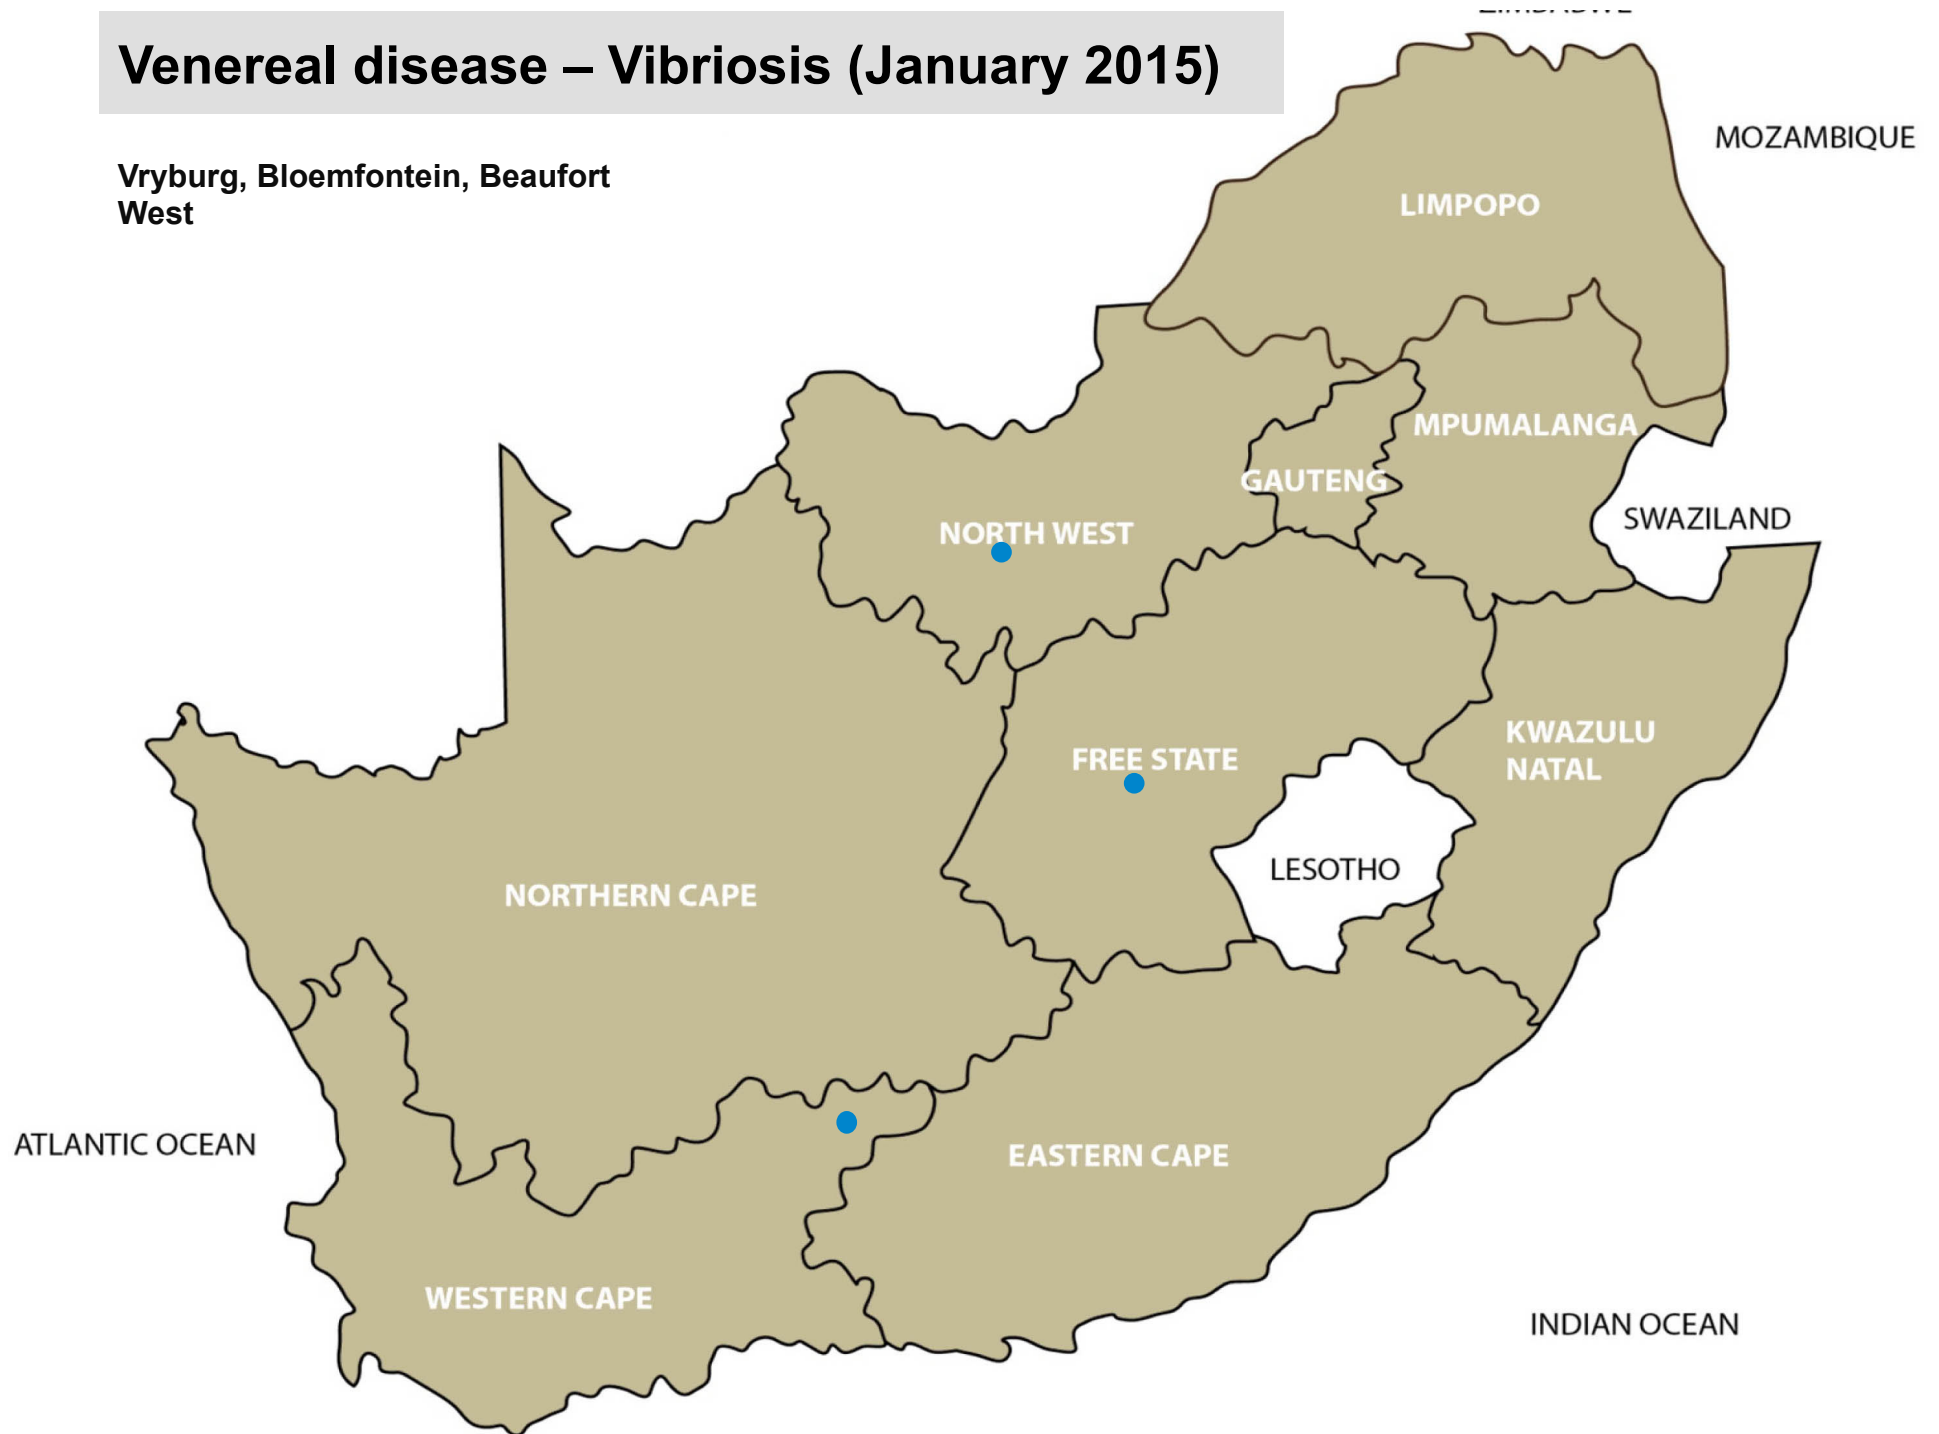 Venereal disease – Vibriosis (January 2015)
Vryburg, Bloemfontein, Beaufort
West
MOZAMBIQUE
LIMPOPO
MPUMALANGA
GAUTENG
SWAZILAND
NORTH WEST
KWAZULU
NATAL
FREE STATE
LESOTHO
NORTHERN CAPE
ATLANTIC OCEAN
EASTERN CAPE
WESTERN CAPE
INDIAN OCEAN